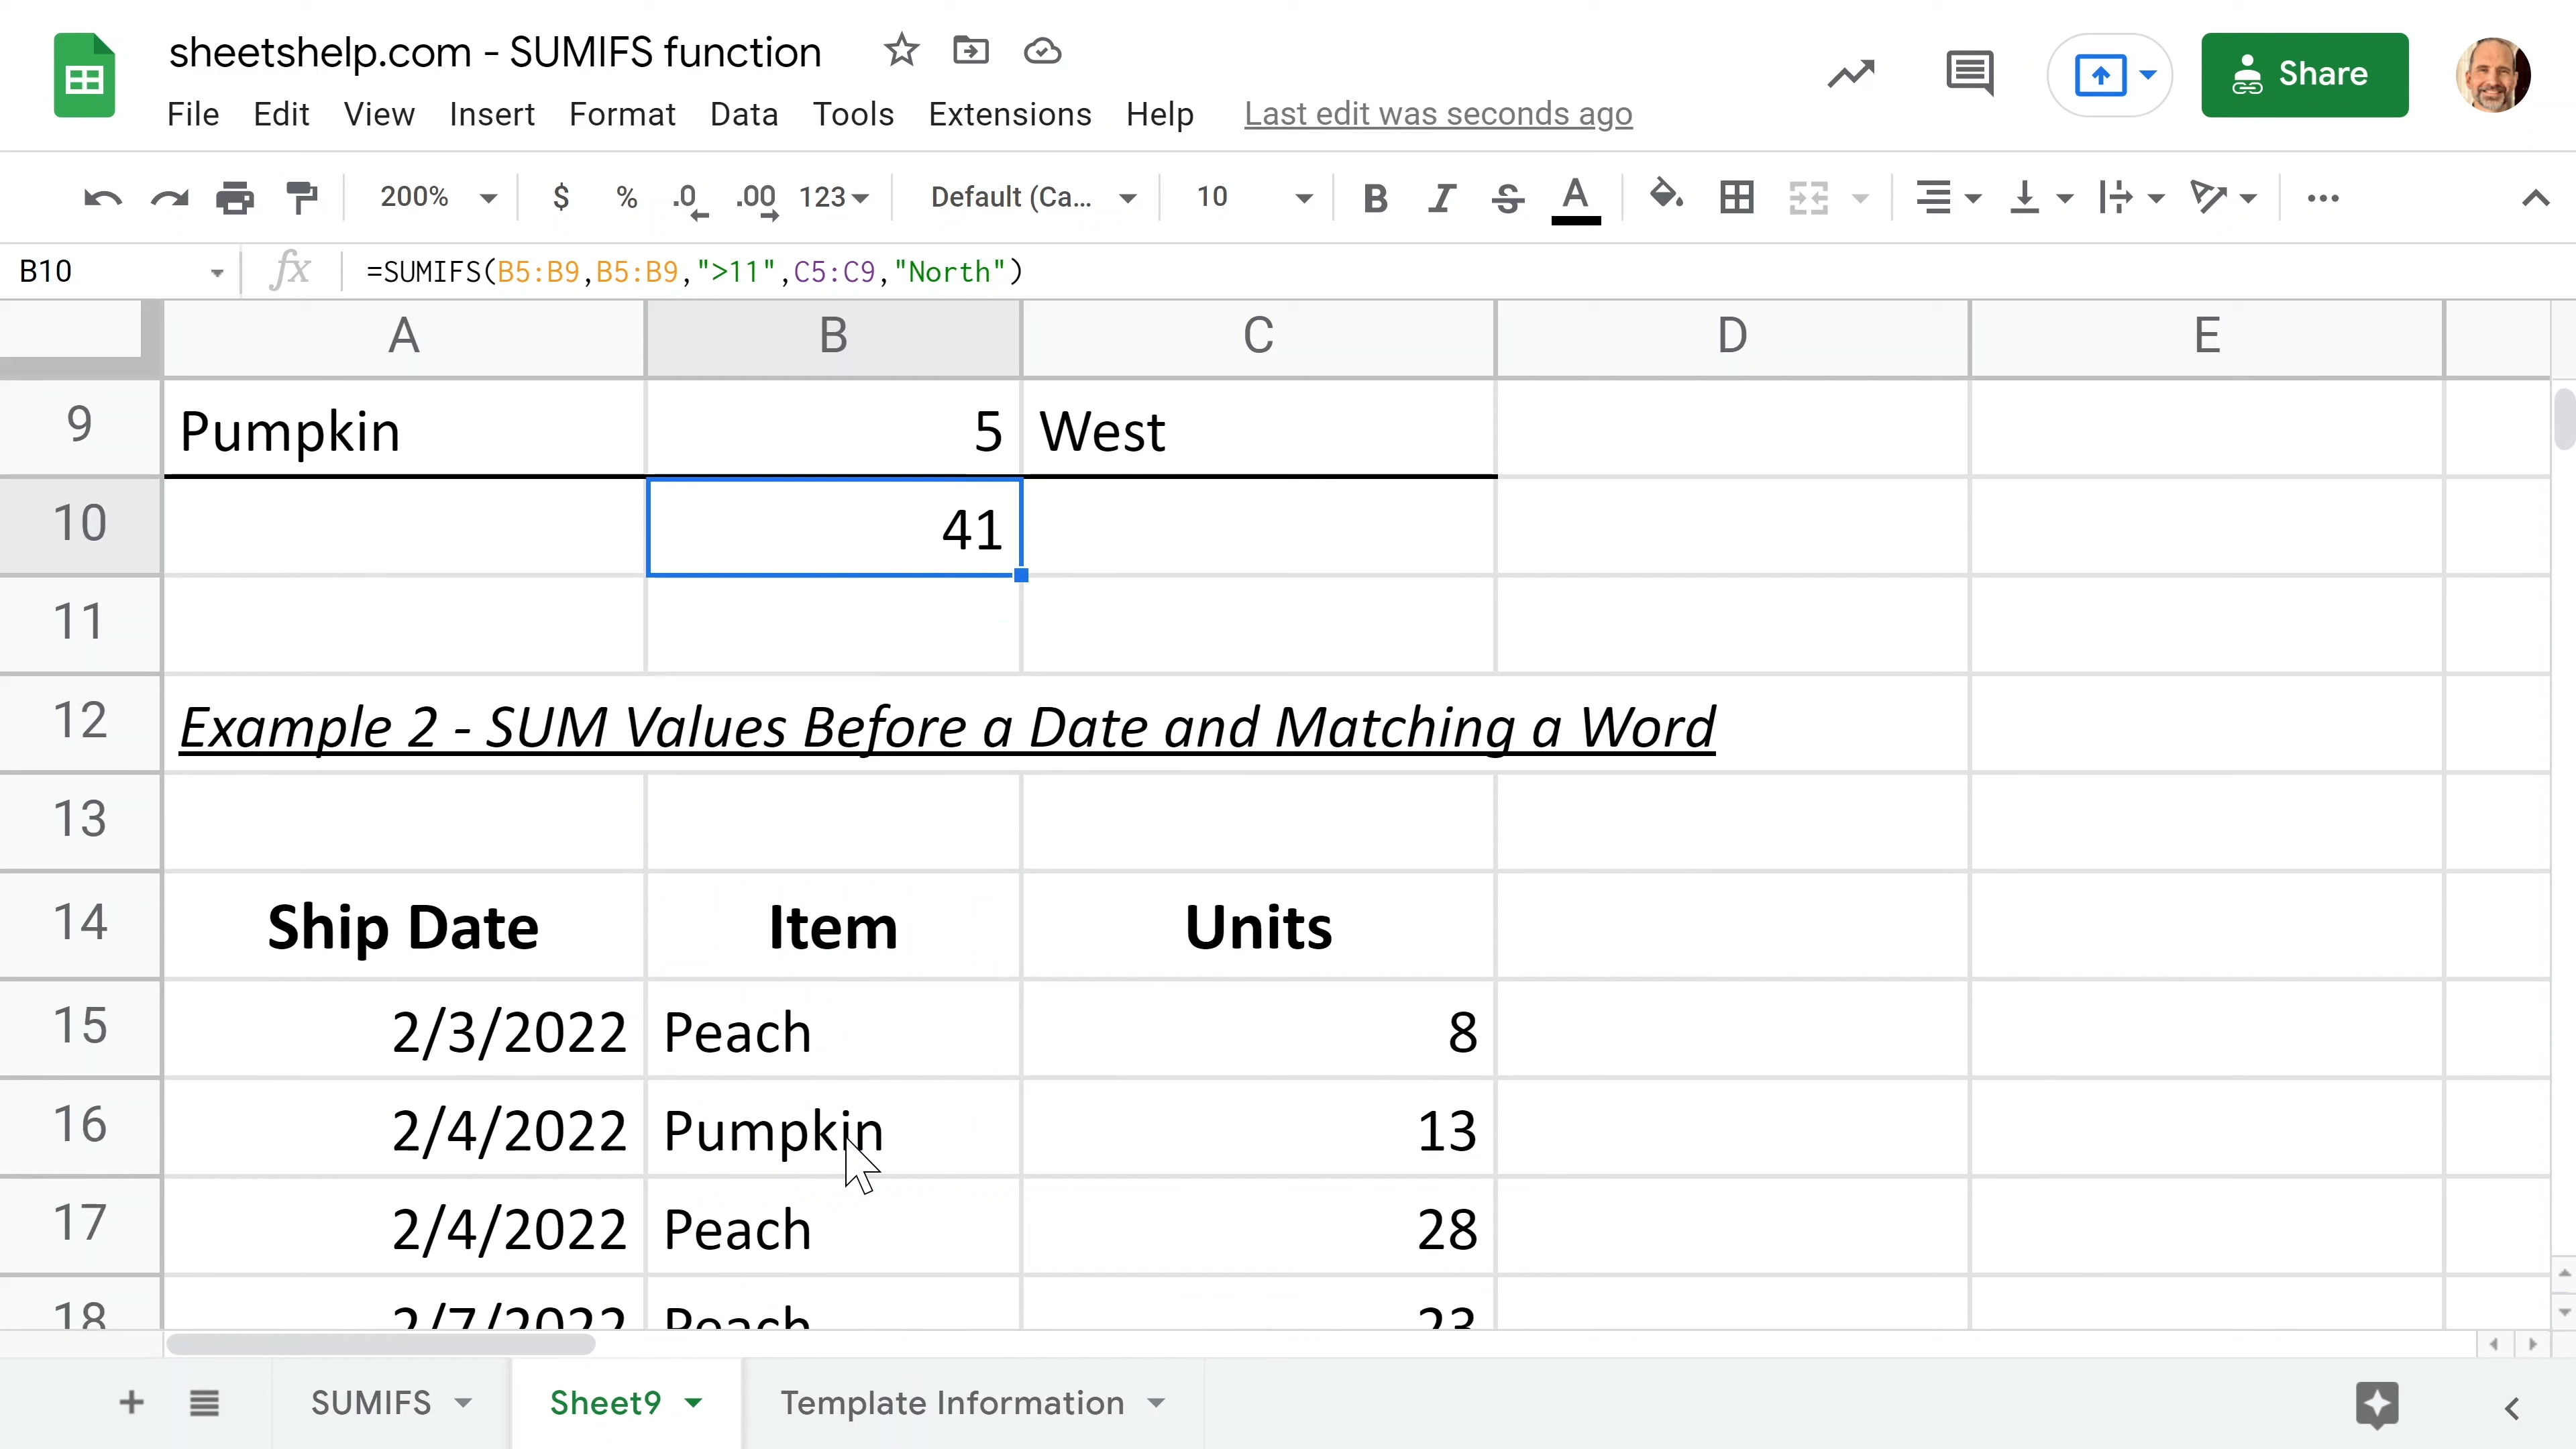 sheetshelp.com - SUMIFS function
File Edit View Insert Format Data Tools Extensions Help Last edit was seconds ago
Share
200% $ % .0 .00 123 Default (Ca... 10 B I S A ...
B10 fx =SUMIFS(B5:B9,B5:B9,">11",C5:C9,"North")
A B C D E
9 Pumpkin 5 West
10 41
11
12 Example 2 - SUM Values Before a Date and Matching a Word
13
14 Ship Date Item Units
15 2/3/2022 Peach 8
16 2/4/2022 Pumpkin 13
17 2/4/2022 Peach 28
18 2/7/2022 Peach 23
SUMIFS Sheet9 Template Information